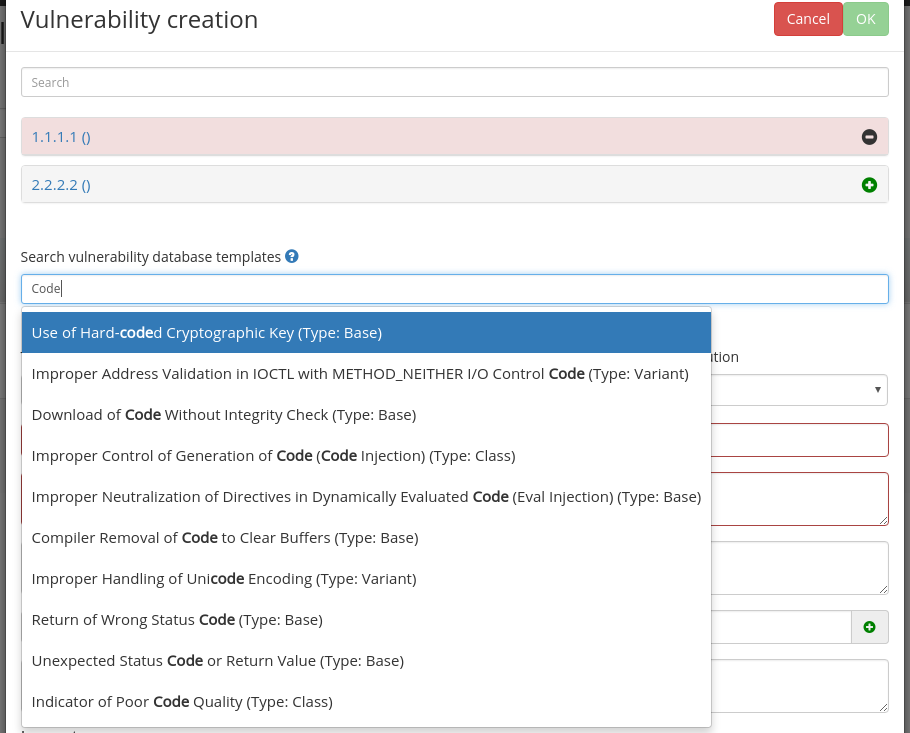 Vulnerability creation
Cancel
OK
Search
1.1.1.1 ()
2.2.2.2 ()
Search vulnerability database templates
Code
Use of Hard-coded Cryptographic Key (Type: Base)
Improper Address Validation in IOCTL with METHOD_NEITHER I/O Control Code (Type: Variant)
Download of Code Without Integrity Check (Type: Base)
Improper Control of Generation of Code (Code Injection) (Type: Class)
Improper Neutralization of Directives in Dynamically Evaluated Code (Eval Injection) (Type: Base)
Compiler Removal of Code to Clear Buffers (Type: Base)
Improper Handling of Unicode Encoding (Type: Variant)
Return of Wrong Status Code (Type: Base)
Unexpected Status Code or Return Value (Type: Base)
Indicator of Poor Code Quality (Type: Class)